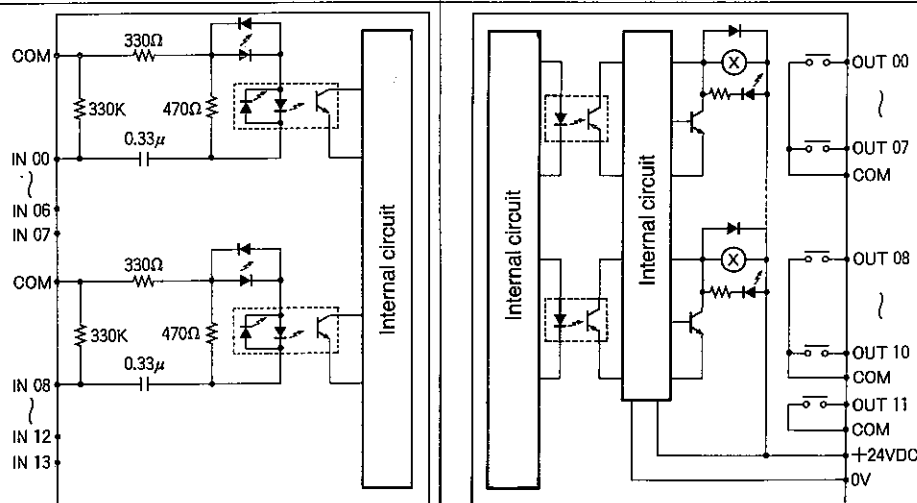 COM
330Ω
330K
470Ω
0.33μ
IN 00
IN 06
IN 07
COM
330Ω
330K
470Ω
0.33μ
IN 08
IN 12
IN 13
Internal circuit
Internal circuit
Internal circuit
X
X
OUT 00
OUT 07
COM
OUT 08
OUT 10
COM
OUT 11
COM
+24VDC
0V